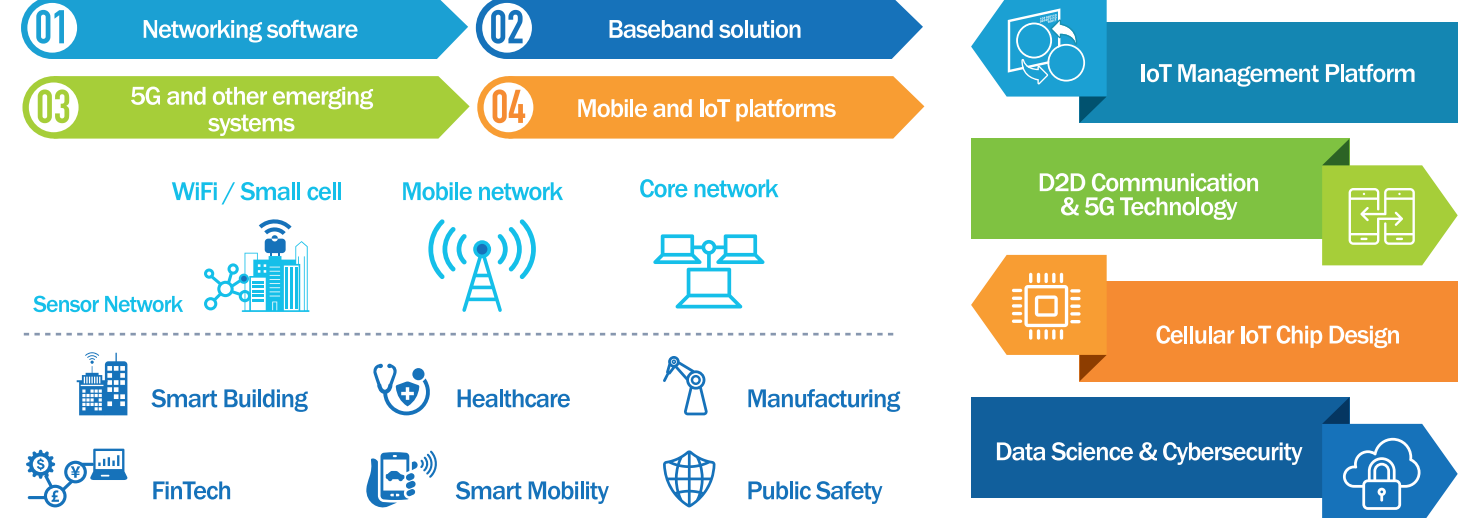 01
Networking software
02
Baseband solution
03
5G and other emerging
systems
04
Mobile and IoT platforms
WiFi / Small cell
Mobile network
Core network
Sensor Network
Smart Building
Healthcare
Manufacturing
$
¥
£
FinTech
Smart Mobility
Public Safety
IoT Management Platform
D2D Communication
& 5G Technology
Cellular IoT Chip Design
Data Science & Cybersecurity